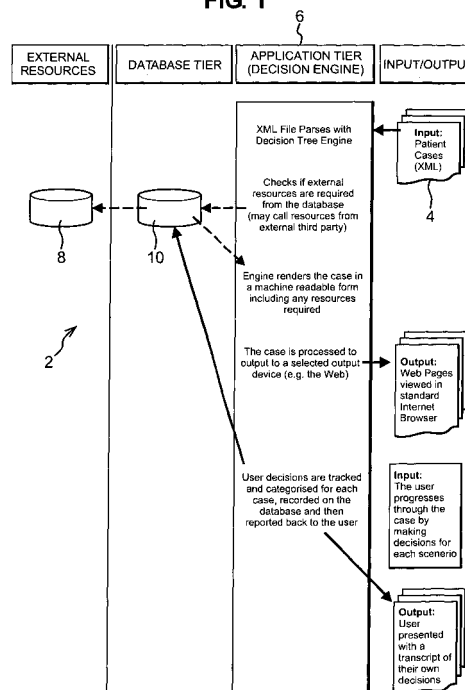 FIG. 1
6
EXTERNAL
RESOURCES
DATABASE TIER
APPLICATION TIER
(DECISION ENGINE)
INPUT/OUTPU
XML File Parses with
Decision Tree Engine
Input:
Patient
Cases
(XML)
4
Checks if external
resources are required
from the database
(may call resources from
external third party)
8
10
Engine renders the case in
a machine readable form
including any resources
required
2
The case is processed to
output to a selected output
device (e.g. the Web)
Output:
Web Pages
viewed in
standard
Internet
Browser
User decisions are tracked
and categorised for each
case, recorded on the
database and then
reported back to the user
Input:
The user
progresses
through the
case by
making
decisions for
each scenerio
Output:
User
presented
with a
transcript of
their own
decisions